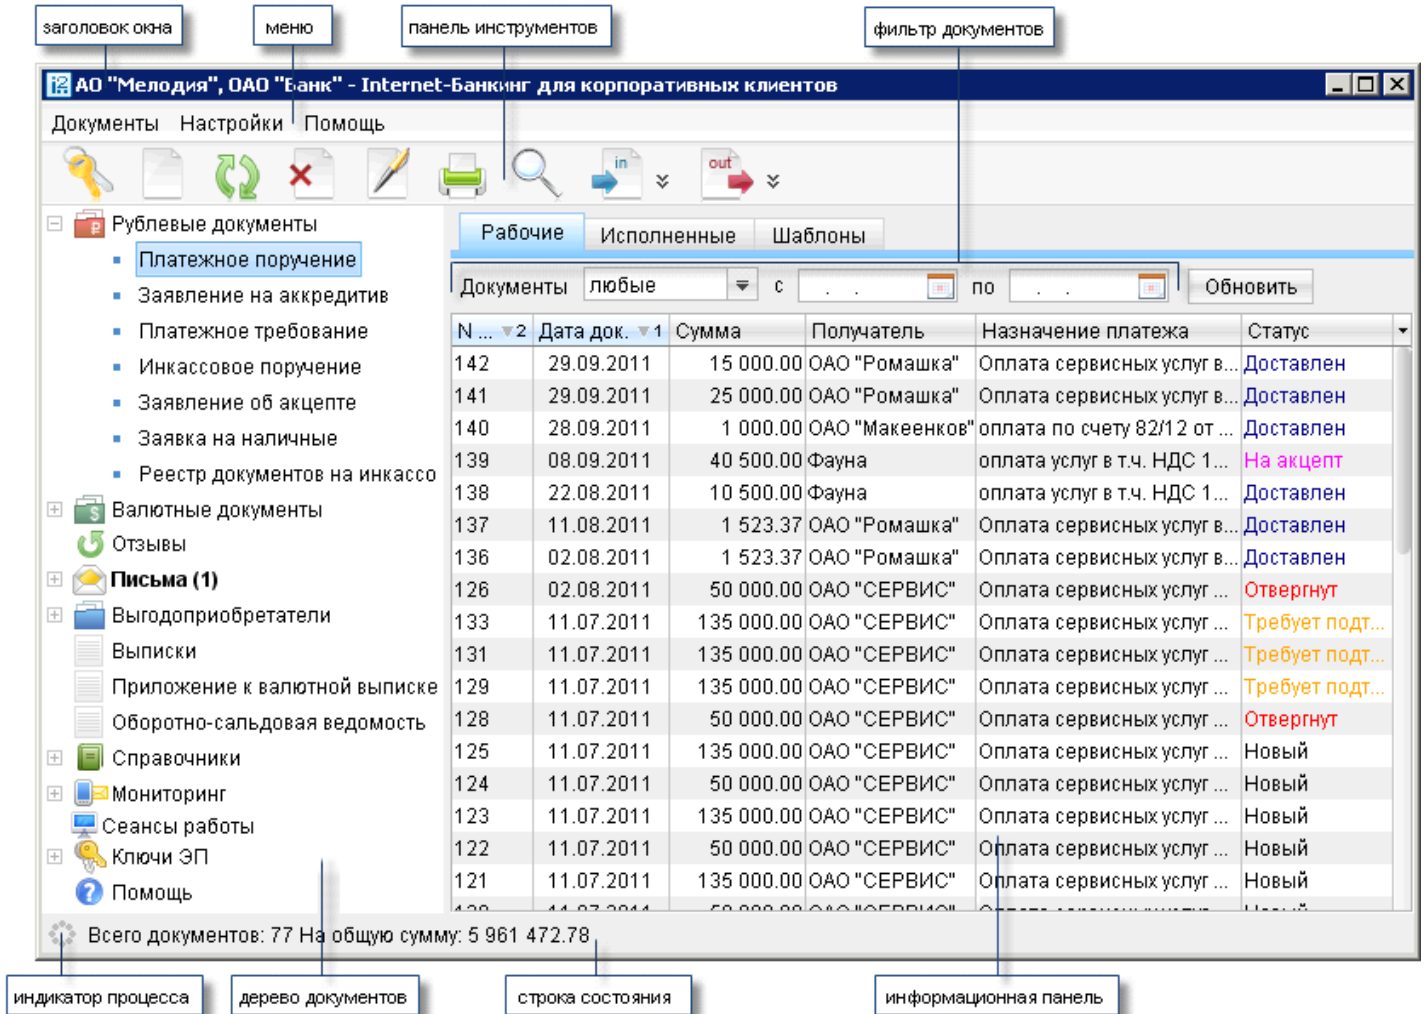 заголовок окна
меню
панель инструментов
фильтр документов
АО "Мелодия", ОАО "Банк" - Internet-Банкинг для корпоративных клиентов
Документы Настройки Помощь
in
out
Рублевые документы
Платежное поручение
Заявление на аккредитив
Платежное требование
Инкассовое поручение
Заявление об акцепте
Заявка на наличные
Реестр документов на инкассо
Валютные документы
Отзывы
Письма (1)
Выгодоприобретатели
Выписки
Приложение к валютной выписке
Оборотно-сальдовая ведомость
Справочники
Мониторинг
Сеансы работы
Ключи ЭП
Помощь
Рабочие Исполненные Шаблоны
Документы любые с . . по . . Обновить
N ... 2 Дата док. 1 Сумма Получатель Назначение платежа Статус
142 29.09.2011 15 000.00 ОАО "Ромашка" Оплата сервисных услуг в... Доставлен
141 29.09.2011 25 000.00 ОАО "Ромашка" Оплата сервисных услуг в... Доставлен
140 28.09.2011 1 000.00 ОАО "Макеенков" оплата по счету 82/12 от ... Доставлен
139 08.09.2011 40 500.00 Фауна оплата услуг в т.ч. НДС 1... На акцепт
138 22.08.2011 10 500.00 Фауна оплата услуг в т.ч. НДС 1... Доставлен
137 11.08.2011 1 523.37 ОАО "Ромашка" Оплата сервисных услуг в... Доставлен
136 02.08.2011 1 523.37 ОАО "Ромашка" Оплата сервисных услуг в... Доставлен
126 02.08.2011 50 000.00 ОАО "СЕРВИС" Оплата сервисных услуг ... Отвергнут
133 11.07.2011 135 000.00 ОАО "СЕРВИС" Оплата сервисных услуг ... Требует подт...
131 11.07.2011 135 000.00 ОАО "СЕРВИС" Оплата сервисных услуг ... Требует подт...
129 11.07.2011 135 000.00 ОАО "СЕРВИС" Оплата сервисных услуг ... Требует подт...
128 11.07.2011 50 000.00 ОАО "СЕРВИС" Оплата сервисных услуг ... Отвергнут
125 11.07.2011 135 000.00 ОАО "СЕРВИС" Оплата сервисных услуг ... Новый
124 11.07.2011 50 000.00 ОАО "СЕРВИС" Оплата сервисных услуг ... Новый
123 11.07.2011 135 000.00 ОАО "СЕРВИС" Оплата сервисных услуг ... Новый
122 11.07.2011 50 000.00 ОАО "СЕРВИС" Оплата сервисных услуг ... Новый
121 11.07.2011 135 000.00 ОАО "СЕРВИС" Оплата сервисных услуг ... Новый
Всего документов: 77 На общую сумму: 5 961 472.78
индикатор процесса
дерево документов
строка состояния
информационная панель